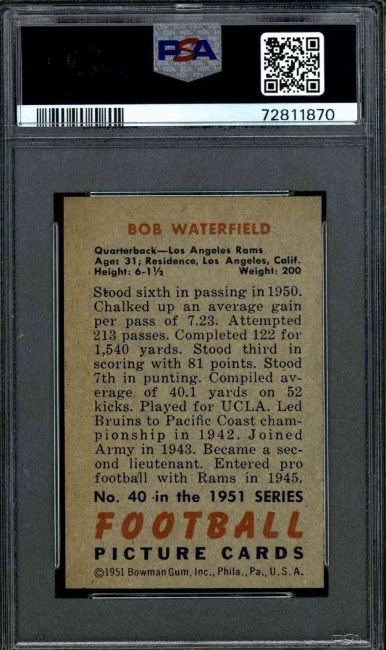 PSA
72811870
BOB WATERFIELD
Quarterback—Los Angeles Rams
Age: 31; Residence, Los Angeles, Calif.
Height: 6-1½ Weight: 200
Stood sixth in passing in 1950.
Chalked up an average gain
per pass of 7.23. Attempted
213 passes. Completed 122 for
1,540 yards. Stood third in
scoring with 81 points. Stood
7th in punting. Compiled av-
erage of 40.1 yards on 52
kicks. Played for UCLA. Led
Bruins to Pacific Coast cham-
pionship in 1942. Joined
Army in 1943. Became a sec-
ond lieutenant. Entered pro
football with Rams in 1945.
No. 40 in the 1951 SERIES
FOOTBALL
PICTURE CARDS
©1951 Bowman Gum, Inc., Phila., Pa., U.S.A.